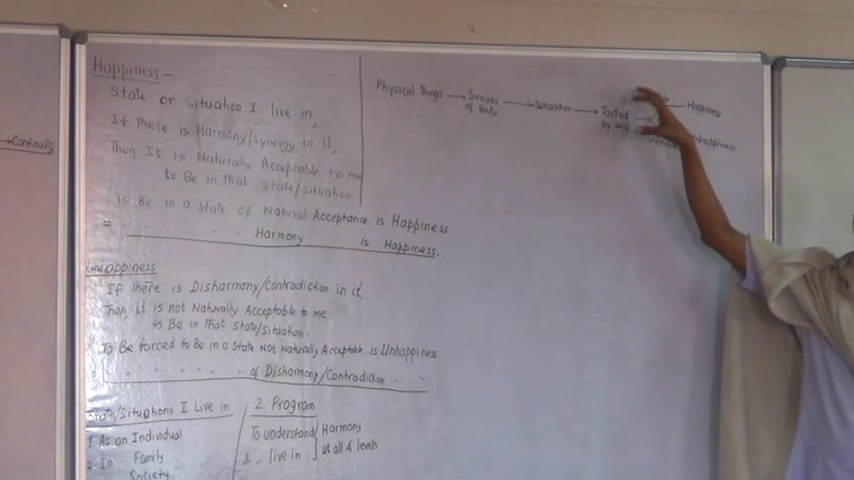 Continuity
Happiness -
State or Situation I live in,
If there is Harmony/Synergy in it,
Then, It is Naturally Acceptable to me
to Be in that state/situation
To Be in a State of Natural Acceptance is Happiness
= " " " " Harmony is Happiness.
Unhappiness
If There is Disharmony/Contradiction in it,
Then, it is not Naturally Acceptable to me
to Be in that State/Situation.
To Be forced to Be in a State Not Naturally Acceptable is Unhappiness
" " " " " " of Disharmony/Contradiction " "
State/Situations I Live in
1. As an Individual
2. In Family
Society
2. Program
To understand Harmony
& " live in at all 4 levels
Physical Things → Senses of Body → Sensation → Tasted by Self → Happiness
Unhappiness